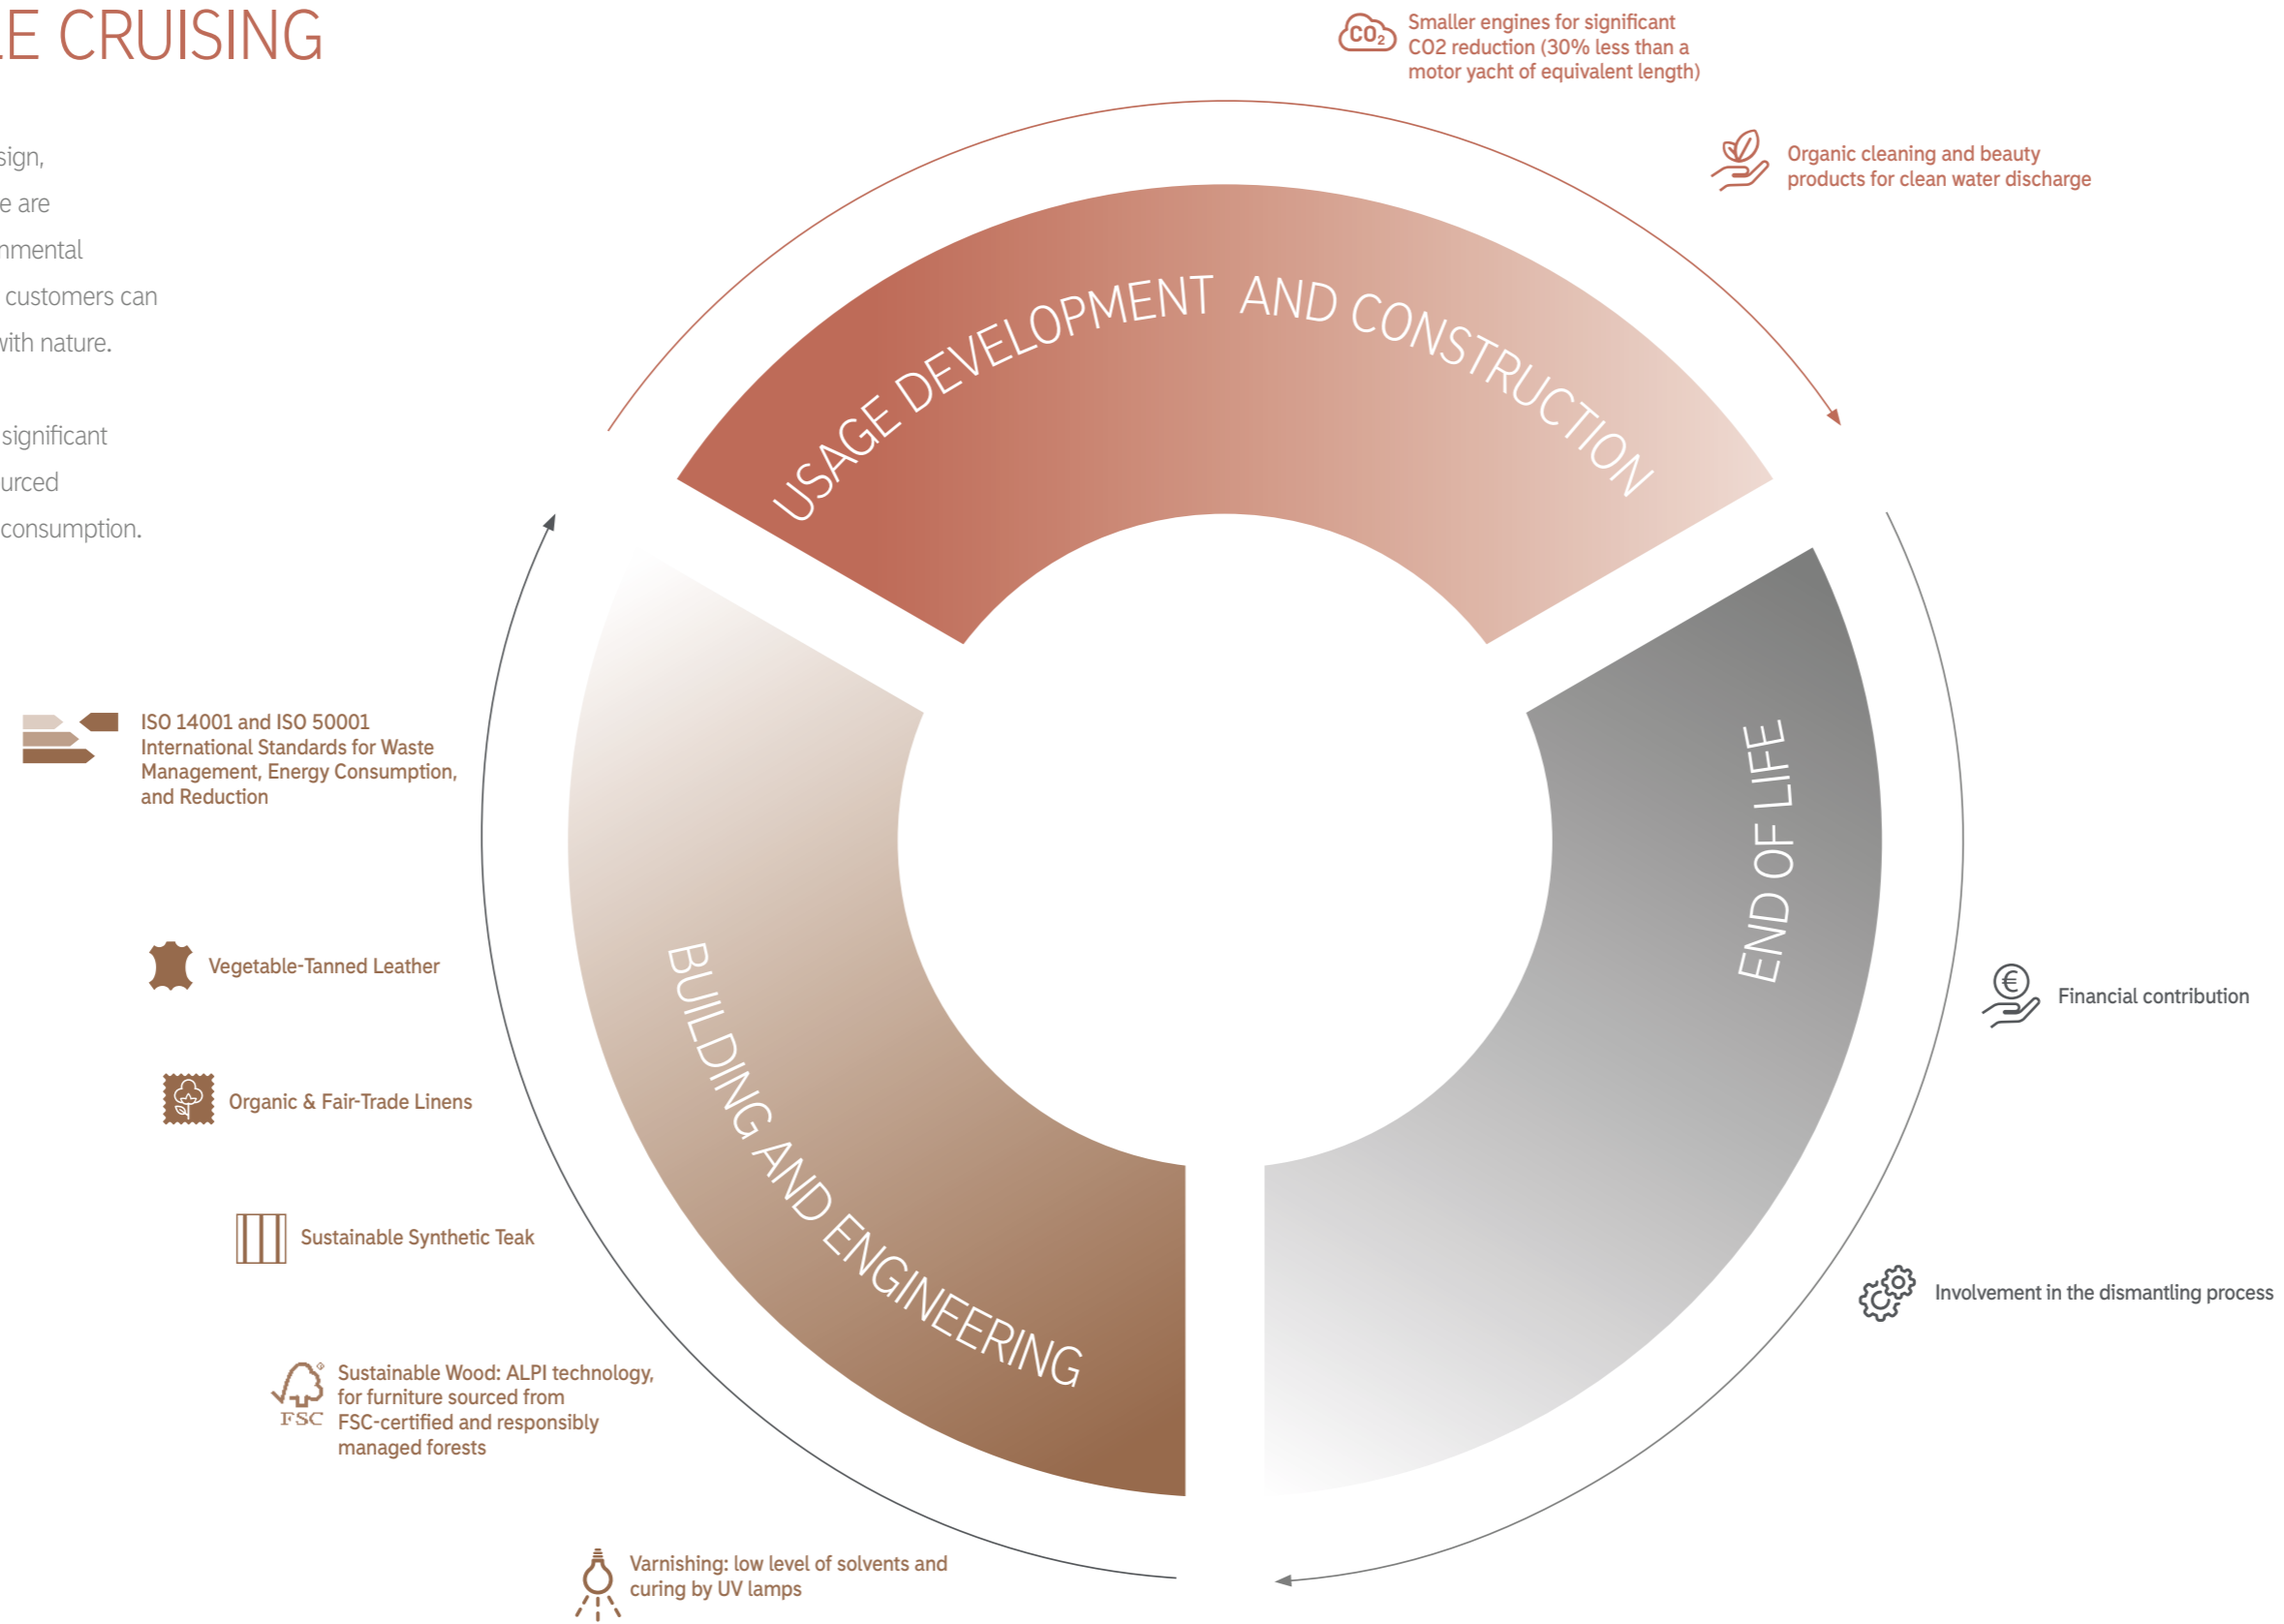 LE CRUISING
sign,
e are
nmental
customers can
with nature.
significant
urced
consumption.
CO2
Smaller engines for significant
CO2 reduction (30% less than a
motor yacht of equivalent length)
Organic cleaning and beauty
products for clean water discharge
USAGE DEVELOPMENT AND CONSTRUCTION
END OF LIFE
BUILDING AND ENGINEERING
ISO 14001 and ISO 50001
International Standards for Waste
Management, Energy Consumption,
and Reduction
Vegetable-Tanned Leather
Organic & Fair-Trade Linens
Sustainable Synthetic Teak
FSC
Sustainable Wood: ALPI technology,
for furniture sourced from
FSC-certified and responsibly
managed forests
Varnishing: low level of solvents and
curing by UV lamps
€
Financial contribution
Involvement in the dismantling process